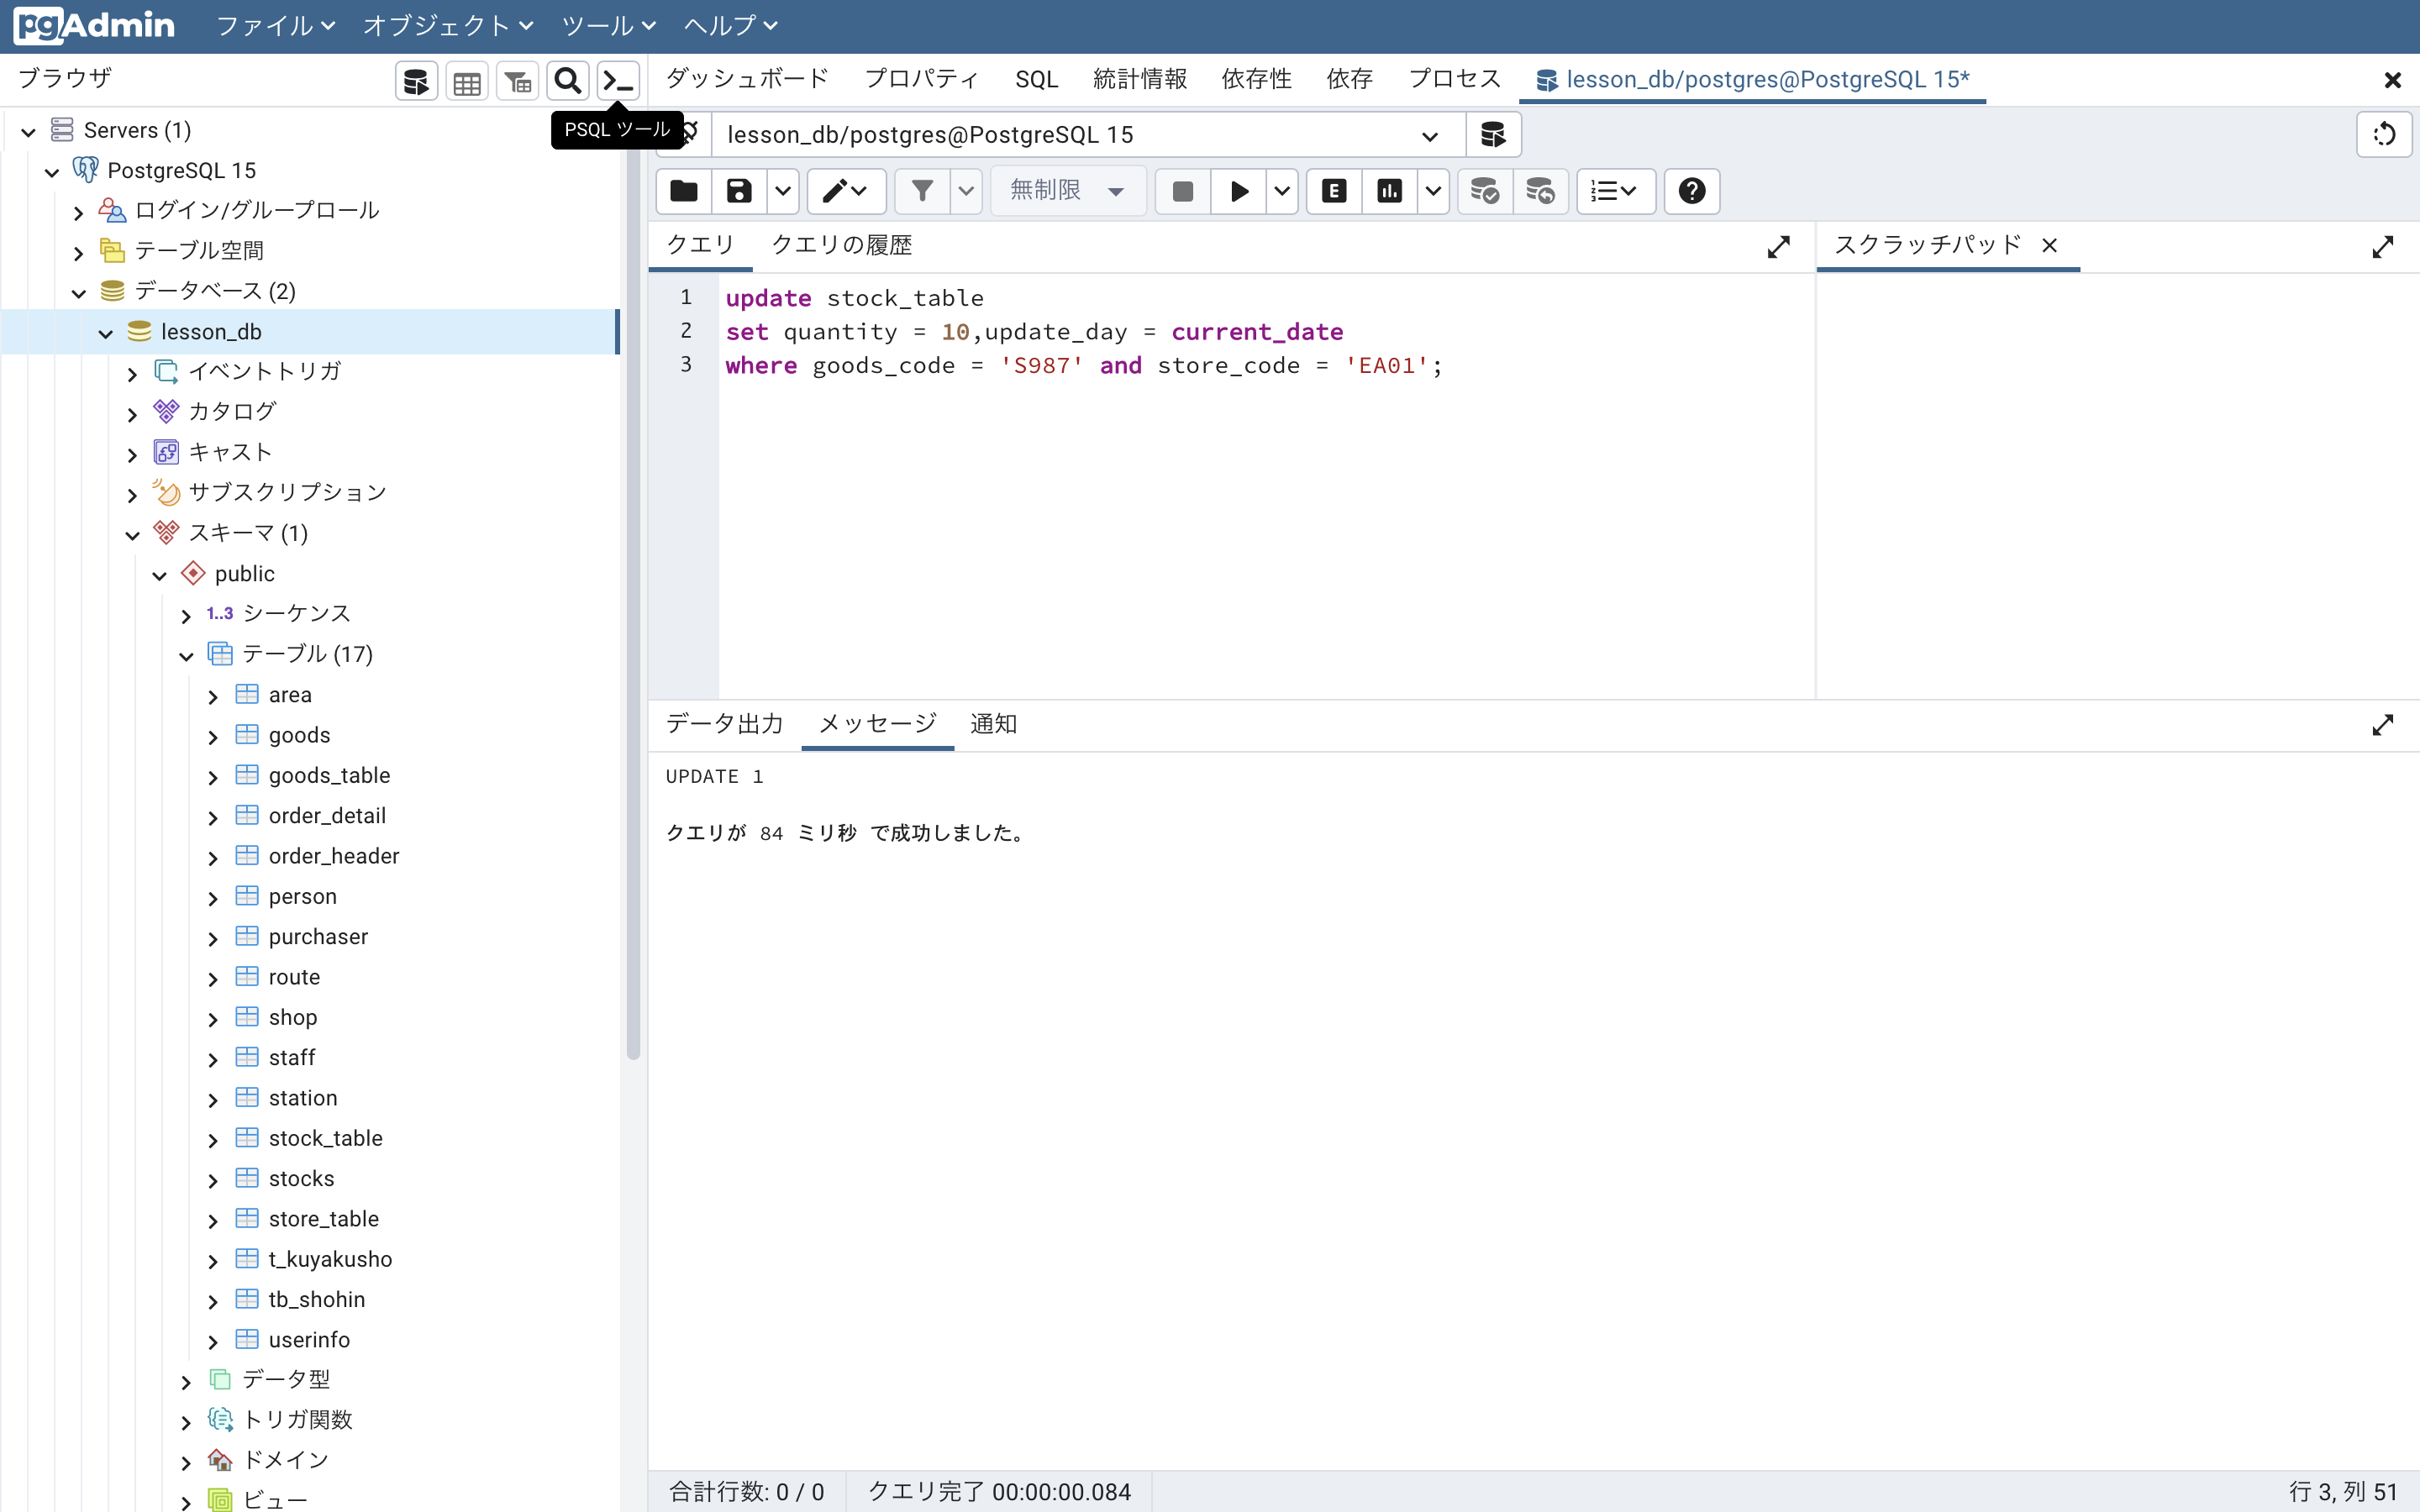 pgAdmin ファイル オブジェクト ツール ヘルプ
ブラウザ
PSQL ツール
Servers (1)
PostgreSQL 15
ログイン/グループロール
テーブル空間
データベース (2)
lesson_db
イベントトリガ
カタログ
キャスト
サブスクリプション
スキーマ (1)
public
1..3 シーケンス
テーブル (17)
area
goods
goods_table
order_detail
order_header
person
purchaser
route
shop
staff
station
stock_table
stocks
store_table
t_kuyakusho
tb_shohin
userinfo
データ型
トリガ関数
ドメイン
ビュー
ダッシュボード プロパティ SQL 統計情報 依存性 依存 プロセス lesson_db/postgres@PostgreSQL 15*
lesson_db/postgres@PostgreSQL 15
無制限 E
クエリ クエリの履歴
スクラッチパッド
1 update stock_table
2 set quantity = 10,update_day = current_date
3 where goods_code = 'S987' and store_code = 'EA01';
データ出力 メッセージ 通知
UPDATE 1
クエリが 84 ミリ秒 で成功しました。
合計行数: 0 / 0 クエリ完了 00:00:00.084 行 3, 列 51